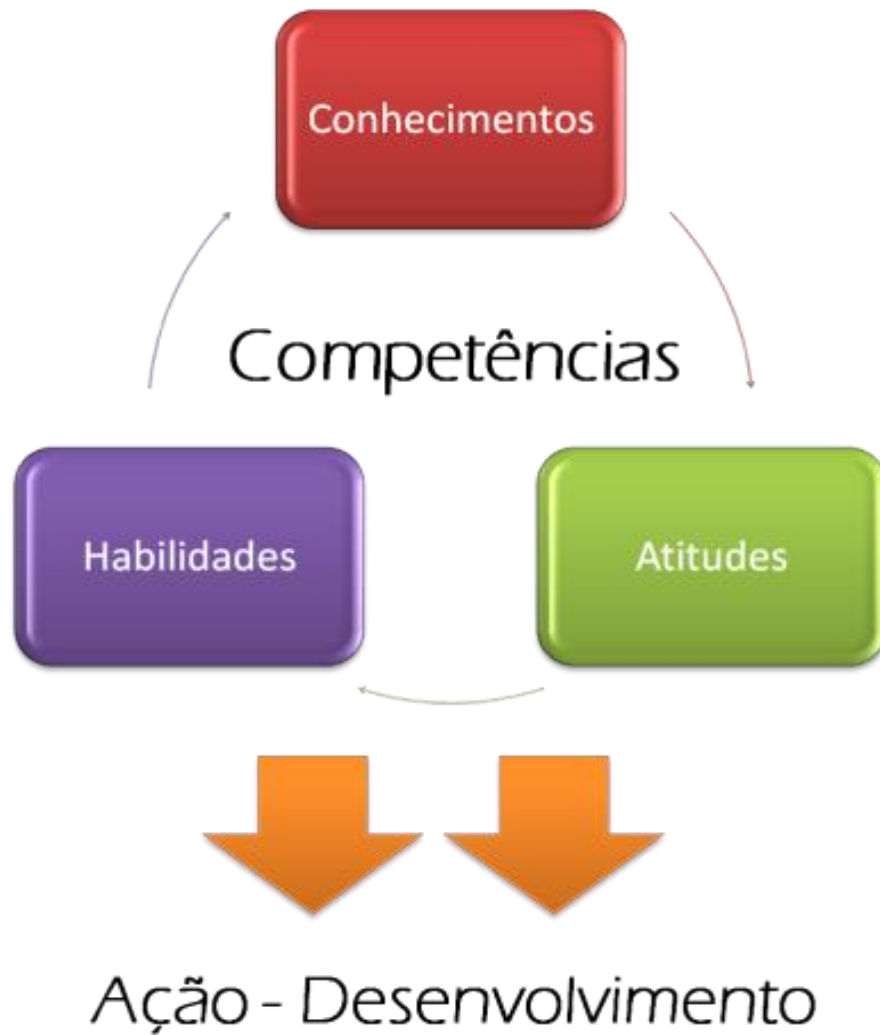 Conhecimentos
Competências
Habilidades
Atitudes
Ação - Desenvolvimento